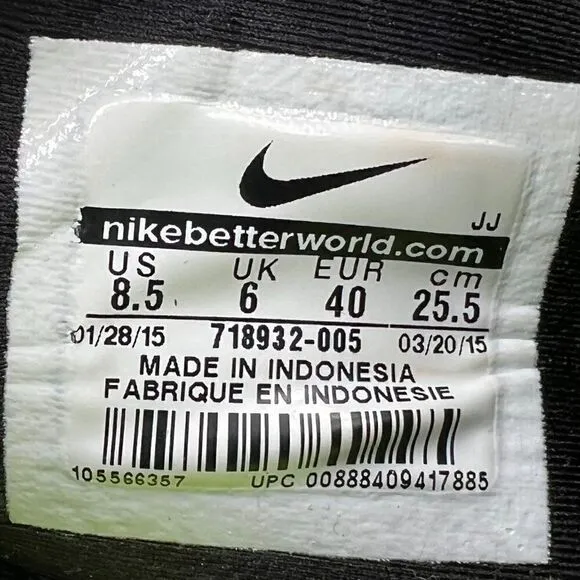 JJ
nikebetterworld.com
US UK EUR cm
8.5 6 40 25.5
01/28/15 718932-005 03/20/15
MADE IN INDONESIA
FABRIQUE EN INDONESIE
105566357 UPC 00888409417885